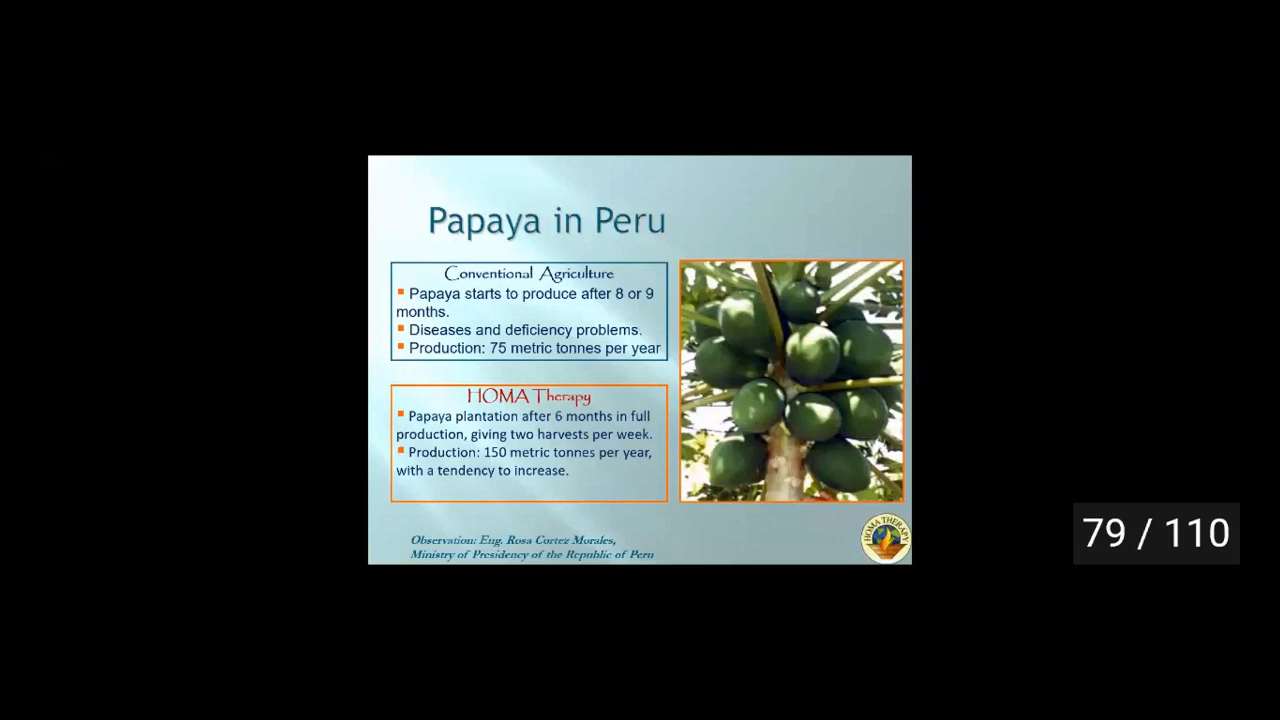 Papaya in Peru
Conventional Agriculture
▪ Papaya starts to produce after 8 or 9
months.
▪ Diseases and deficiency problems.
▪ Production: 75 metric tonnes per year
HOMA Therapy
▪ Papaya plantation after 6 months in full
production, giving two harvests per week.
▪ Production: 150 metric tonnes per year,
with a tendency to increase.
Observation: Eng. Rosa Cortez Morales,
Ministry of Presidency of the Republic of Peru
HOMA THERAPY
79 / 110